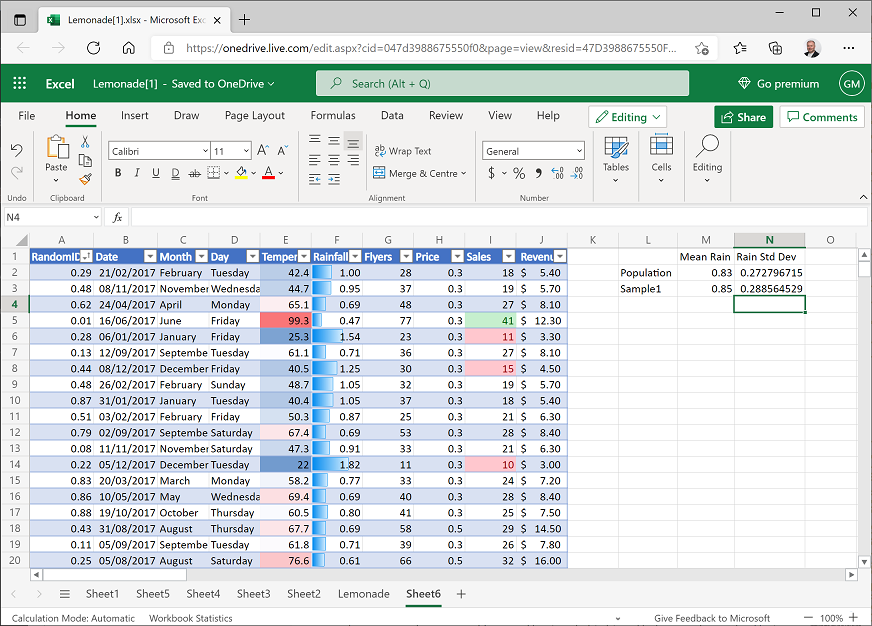 Lemonade[1].xlsx - Microsoft Exc
https://onedrive.live.com/edit.aspx?cid=047d3988675550f0&page=view&resid=47D3988675550F...
Excel Lemonade[1] - Saved to OneDrive Search (Alt + Q) Go premium GM
File Home Insert Draw Page Layout Formulas Data Review View Help Editing Share Comments
Paste Calibri 11 Wrap Text General Tables Cells Editing
B I U D ab A Merge & Centre $ % 9
Undo Clipboard Font Alignment Number
N4 fx
A B C D E F G H I J K L M N O
1 RandomID Date Month Day Temper Rainfall Flyers Price Sales Revenu Mean Rain Rain Std Dev
2 0.29 21/02/2017 February Tuesday 42.4 1.00 28 0.3 18 $ 5.40 Population 0.83 0.272796715
3 0.48 08/11/2017 November Wednesda 44.7 0.95 37 0.3 19 $ 5.70 Sample1 0.85 0.288564529
4 0.62 24/04/2017 April Monday 65.1 0.69 48 0.3 27 $ 8.10
5 0.01 16/06/2017 June Friday 99.3 0.47 77 0.3 41 $ 12.30
6 0.28 06/01/2017 January Friday 25.3 1.54 23 0.3 11 $ 3.30
7 0.13 12/09/2017 Septembe Tuesday 61.1 0.71 36 0.3 27 $ 8.10
8 0.44 08/12/2017 December Friday 40.5 1.25 30 0.3 15 $ 4.50
9 0.48 26/02/2017 February Sunday 48.7 1.05 32 0.3 19 $ 5.70
10 0.87 31/01/2017 January Tuesday 40.4 1.05 37 0.3 18 $ 5.40
11 0.51 03/02/2017 February Friday 50.3 0.87 25 0.3 21 $ 6.30
12 0.79 02/09/2017 Septembe Saturday 67.4 0.69 53 0.3 28 $ 8.40
13 0.08 11/11/2017 November Saturday 47.3 0.91 33 0.3 21 $ 6.30
14 0.22 05/12/2017 December Tuesday 22 1.82 11 0.3 10 $ 3.00
15 0.83 20/03/2017 March Monday 58.2 0.77 33 0.3 24 $ 7.20
16 0.86 10/05/2017 May Wednesda 69.4 0.69 40 0.3 28 $ 8.40
17 0.88 19/10/2017 October Thursday 60.5 0.80 41 0.3 25 $ 7.50
18 0.43 31/08/2017 August Thursday 67.7 0.69 58 0.5 29 $ 14.50
19 0.11 05/09/2017 Septembe Tuesday 61.8 0.71 39 0.3 26 $ 7.80
20 0.25 05/08/2017 August Saturday 76.6 0.61 66 0.5 32 $ 16.00
Sheet1 Sheet5 Sheet4 Sheet3 Sheet2 Lemonade Sheet6
Calculation Mode: Automatic Workbook Statistics Give Feedback to Microsoft 100%